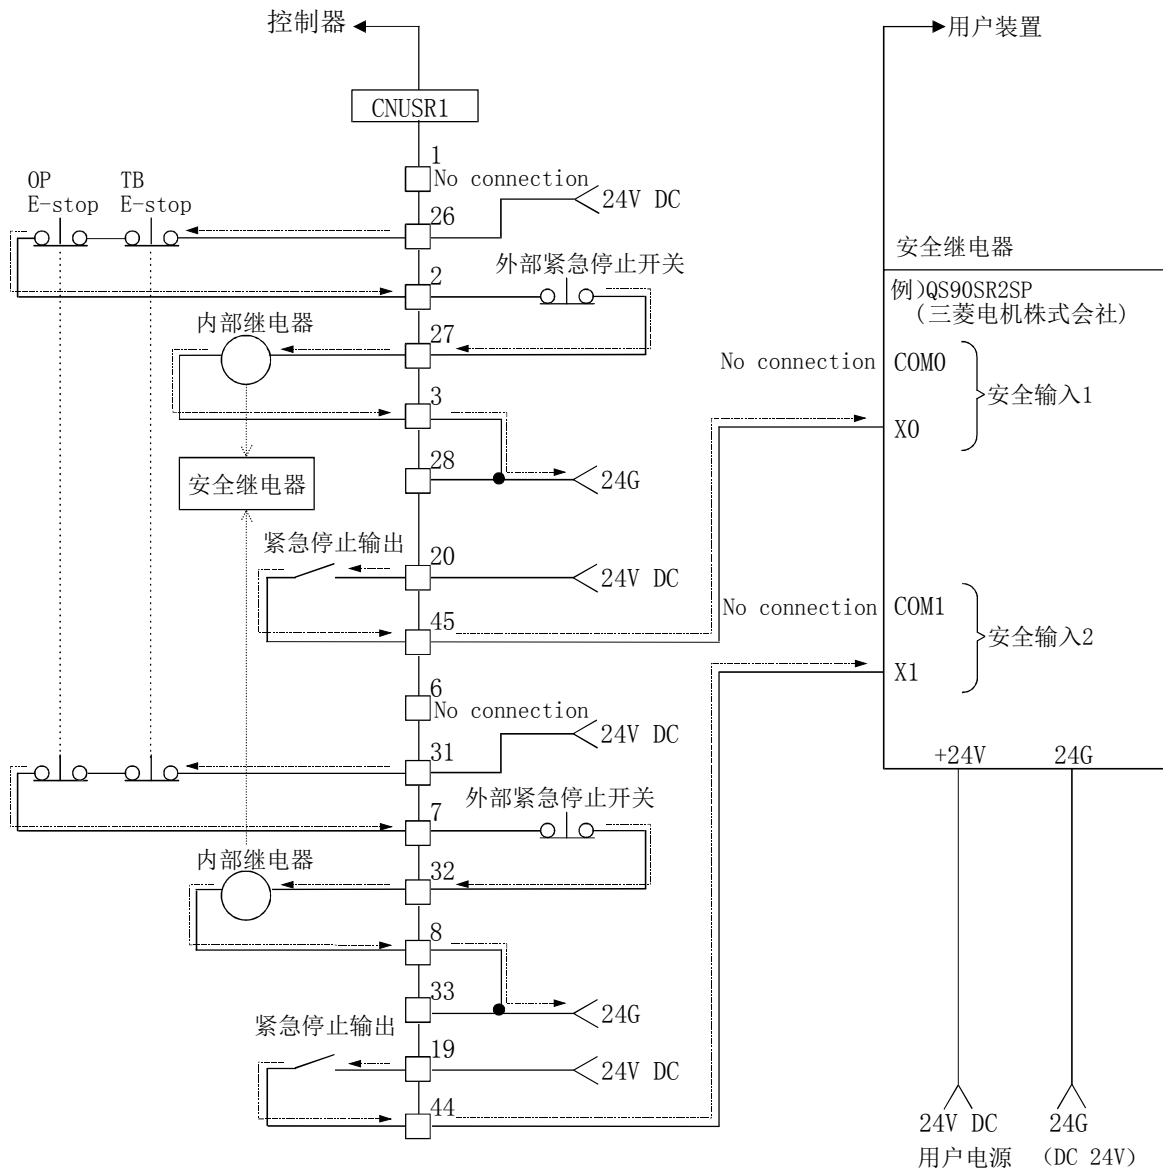 控制器
用户装置
CNUSR1
1
No connection
OP
E-stop
TB
E-stop
26
24V DC
安全继电器
2
外部紧急停止开关
例)QS90SR2SP
(三菱电机株式会社)
内部继电器
27
No connection
COM0
安全输入1
3
X0
28
24G
安全继电器
紧急停止输出
20
24V DC
No connection
COM1
45
安全输入2
X1
6
No connection
24V DC
31
+24V
24G
7
外部紧急停止开关
内部继电器
32
8
33
24G
紧急停止输出
19
24V DC
44
24V DC
24G
用户电源
(DC 24V)